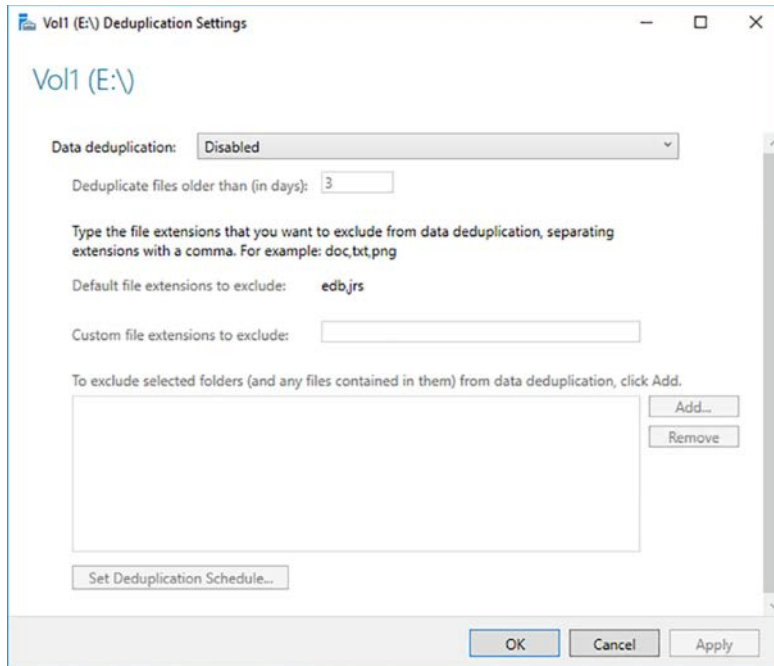 Vol1 (E:\) Deduplication Settings
Vol1 (E:\)
Data deduplication: Disabled
Deduplicate files older than (in days): 3
Type the file extensions that you want to exclude from data deduplication, separating
extensions with a comma. For example: doc,txt,png
Default file extensions to exclude: edb,jrs
Custom file extensions to exclude:
To exclude selected folders (and any files contained in them) from data deduplication, click Add.
Add...
Remove
Set Deduplication Schedule...
OK Cancel Apply